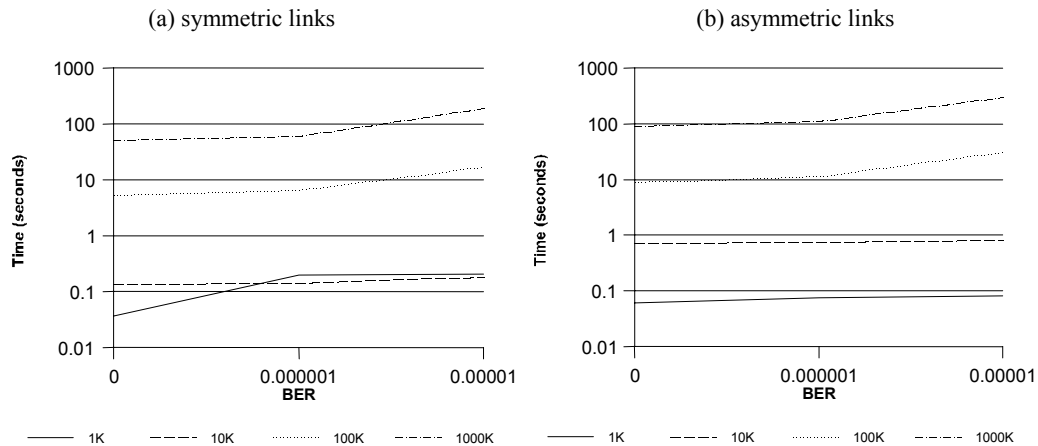 (a) symmetric links
1000
100
10
1
0.1
0.01
Time (seconds)
0 0.000001 0.00001
BER
1K 10K 100K 1000K
(b) asymmetric links
1000
100
10
1
0.1
0.01
Time (seconds)
0 0.000001 0.00001
BER
1K 10K 100K 1000K